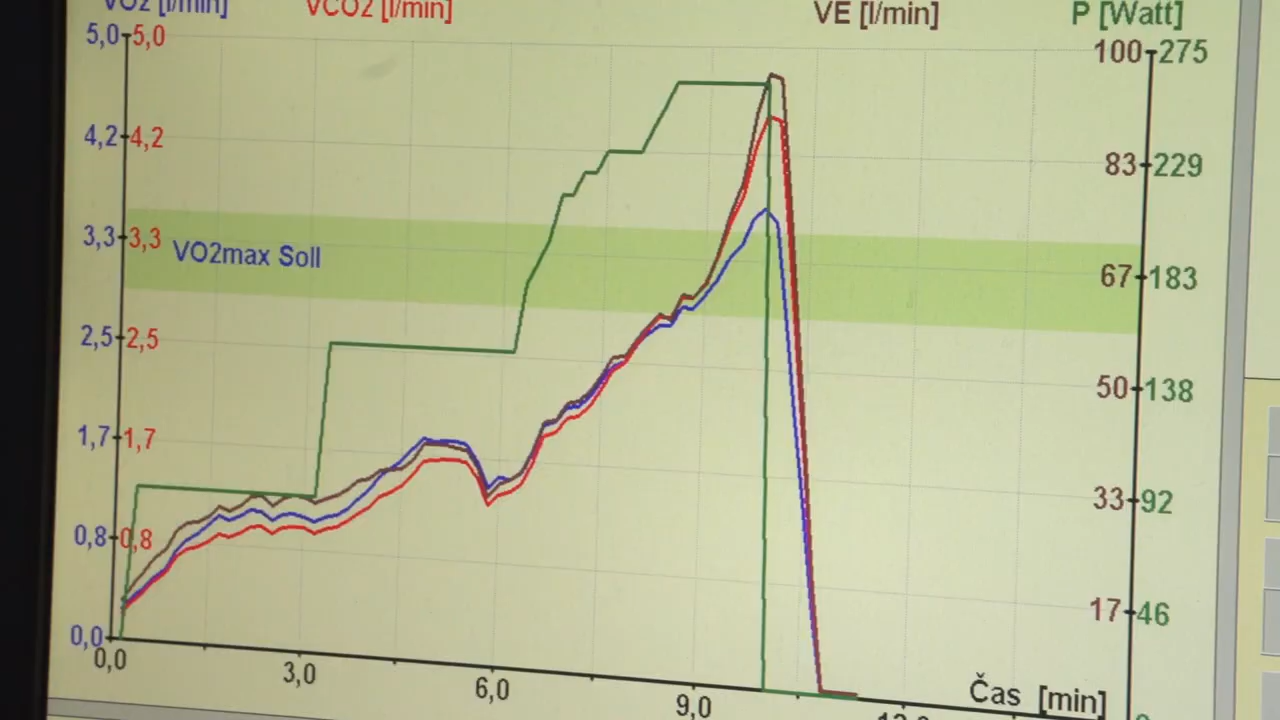 VO2 [l/min] VCO2 [l/min] VE [l/min] P [Watt]
5,0 5,0 100 275
4,2 4,2 83 229
3,3 3,3 67 183
VO2max Soll
2,5 2,5 50 138
1,7 1,7 33 92
0,8 0,8 17 46
0,0
0,0 3,0 6,0 9,0 Čas [min]